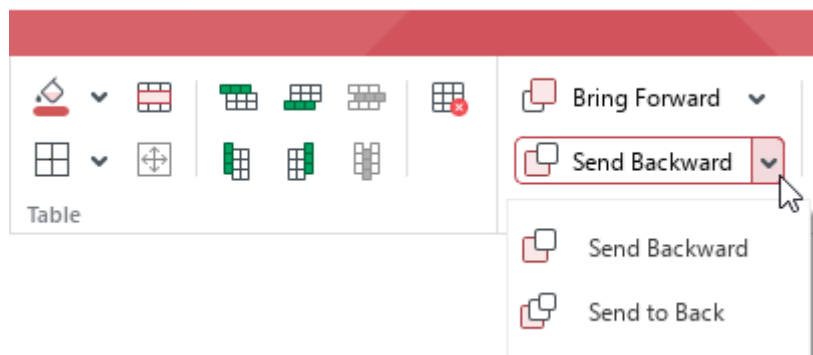 Bring Forward
Send Backward
Table
Send Backward
Send to Back